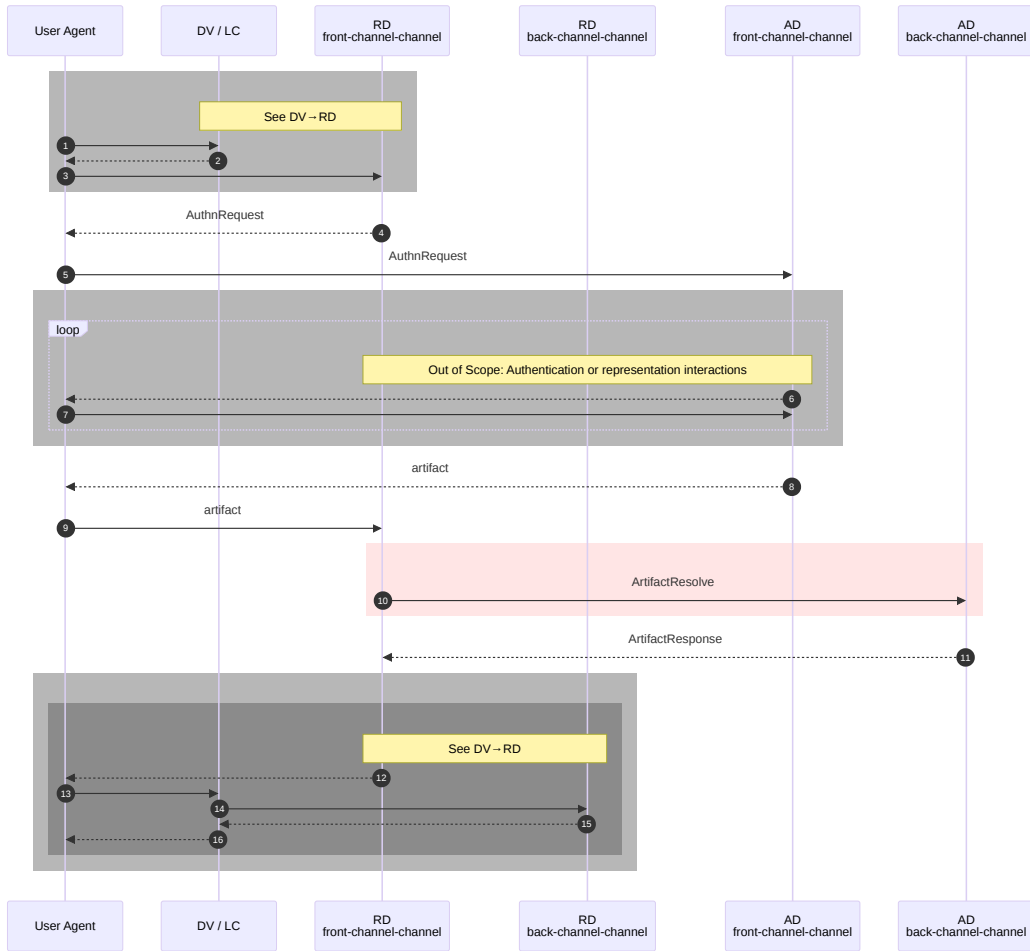 User Agent
DV / LC
RD
front-channel-channel
RD
back-channel-channel
AD
front-channel-channel
AD
back-channel-channel
See DV→RD
1
2
3
AuthnRequest
4
AuthnRequest
5
loop
Out of Scope: Authentication or representation interactions
6
7
artifact
8
artifact
9
ArtifactResolve
10
ArtifactResponse
11
See DV→RD
12
13
14
15
16
User Agent
DV / LC
RD
front-channel-channel
RD
back-channel-channel
AD
front-channel-channel
AD
back-channel-channel